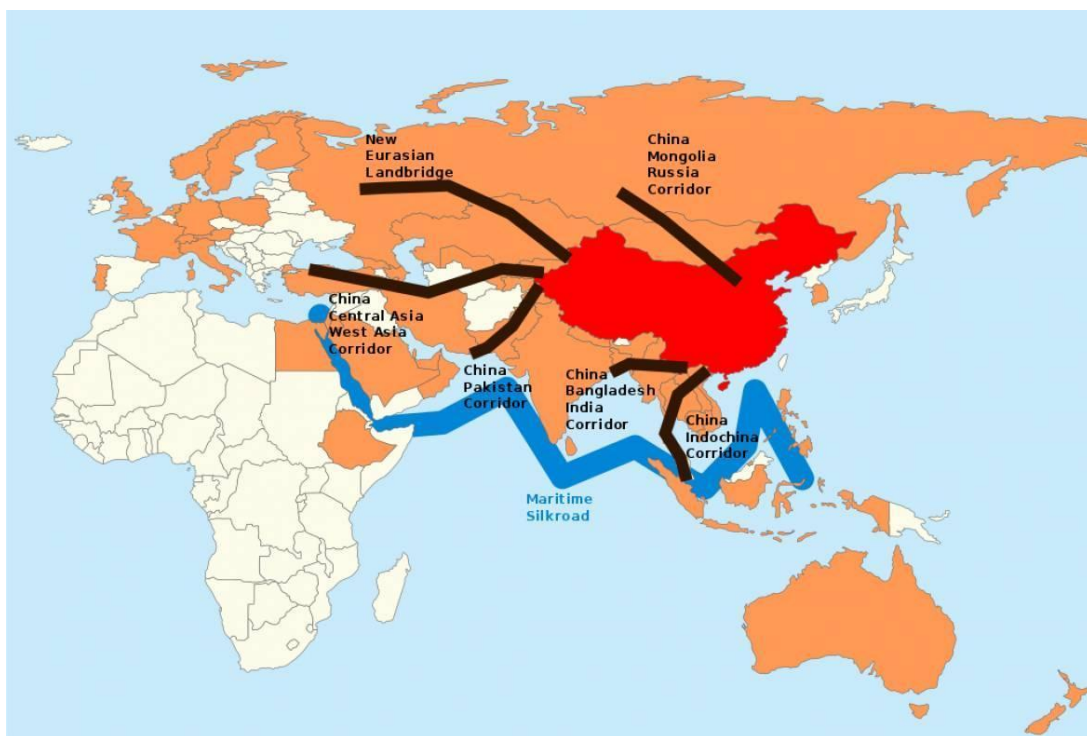 New
Eurasian
Landbridge
China
Mongolia
Russia
Corridor
China
Central Asia
West Asia
Corridor
China
Pakistan
Corridor
China
Bangladesh
India
Corridor
China
Indochina
Corridor
Maritime
Silkroad